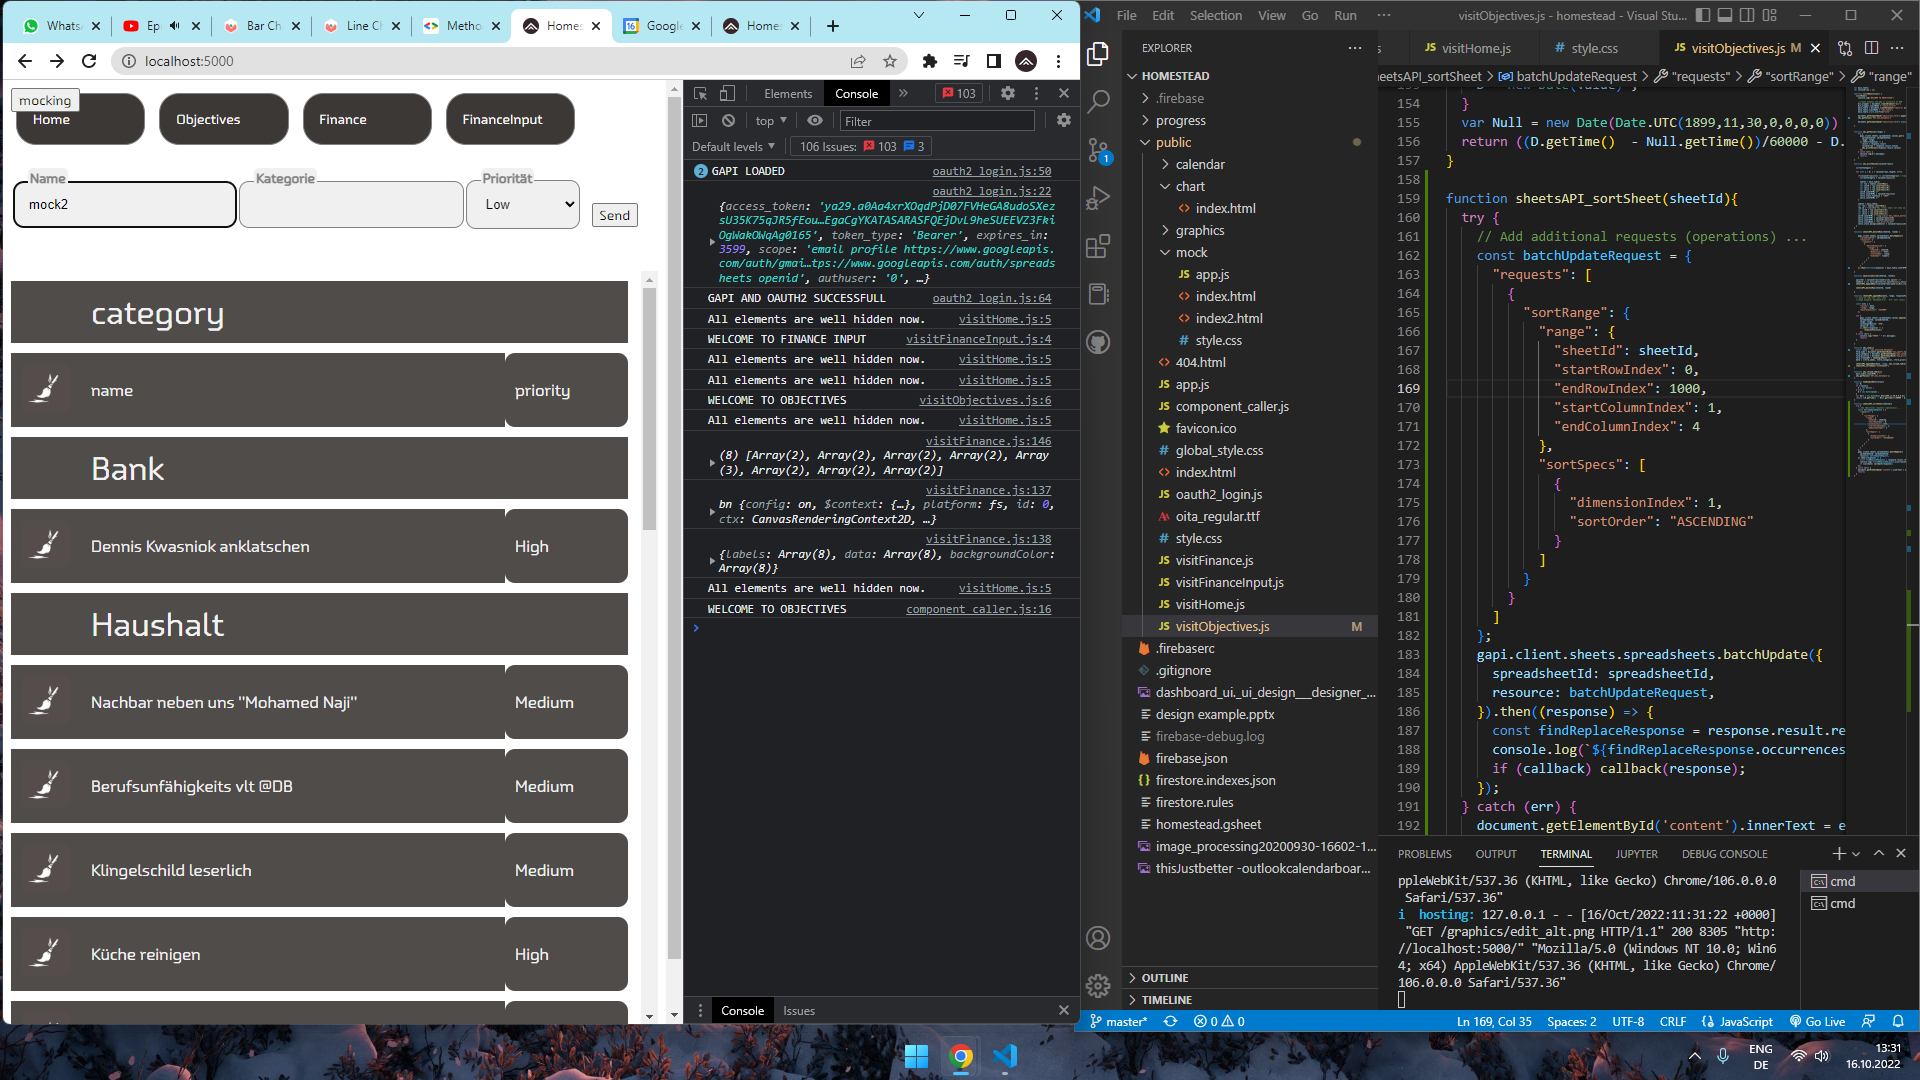 WhatsA
Ep
Bar Ch
Line Ch
Metho
Homes
Google
Home
localhost:5000
mocking
Home
Objectives
Finance
FinanceInput
Name
Kategorie
Priorität
mock2
Low
Send
category
name
priority
Bank
Dennis Kwasniok anklatschen
High
Haushalt
Nachbar neben uns "Mohamed Naji"
Medium
Berufsunfähigkeits vlt @DB
Medium
Klingelschild leserlich
Medium
Küche reinigen
High
Elements
Console
103
top
Filter
Default levels
106 Issues:
103
3
2
GAPI LOADED
oauth2_login.js:50
oauth2_login.js:22
{access_token: 'ya29.a0Aa4xrXOqdPjD07FVHeGA8udoSXez
sU35K75qJR5fEou…EgaCgYKATASARASFQEjDvL9heSUEEVZ3Fki
OgWakOWqAg0165', token_type: 'Bearer', expires_in:
3599, scope: 'email profile https://www.googleapis.
com/auth/gmai…tps://www.googleapis.com/auth/spreads
heets openid', authuser: '0', …}
GAPI AND OAUTH2 SUCCESSFULL
oauth2_login.js:64
All elements are well hidden now.
visitHome.js:5
WELCOME TO FINANCE INPUT
visitFinanceInput.js:4
All elements are well hidden now.
visitHome.js:5
All elements are well hidden now.
visitHome.js:5
WELCOME TO OBJECTIVES
visitObjectives.js:6
All elements are well hidden now.
visitHome.js:5
visitFinance.js:146
(8) [Array(2), Array(2), Array(2), Array(2), Array
(3), Array(2), Array(2), Array(2)]
visitFinance.js:137
bn {config: on, $context: {…}, platform: fs, id: 0,
ctx: CanvasRenderingContext2D, …}
visitFinance.js:138
{labels: Array(8), data: Array(8), backgroundColor:
Array(8)}
All elements are well hidden now.
visitHome.js:5
WELCOME TO OBJECTIVES
component_caller.js:16
Console
Issues
File
Edit
Selection
View
Go
Run
visitObjectives.js - homestead - Visual Stu...
EXPLORER
HOMESTEAD
.firebase
progress
public
calendar
chart
index.html
graphics
mock
app.js
index.html
index2.html
style.css
404.html
app.js
component_caller.js
favicon.ico
global_style.css
index.html
oauth2_login.js
oita_regular.ttf
style.css
visitFinance.js
visitFinanceInput.js
visitHome.js
visitObjectives.js
M
.firebaserc
.gitignore
dashboard_ui._ui_design___designer_...
design example.pptx
firebase-debug.log
firebase.json
firestore.indexes.json
firestore.rules
homestead.gsheet
image_processing20200930-16602-1...
thisJustbetter -outlookcalendarboar...
OUTLINE
TIMELINE
1
s
JS visitHome.js
# style.css
JS visitObjectives.js M
heetsAPI_sortSheet
batchUpdateRequest
"requests"
"sortRange"
"range"
154 }
155 var Null = new Date(Date.UTC(1899,11,30,0,0,0,0))
156 return ((D.getTime() - Null.getTime())/60000 - D.
157 }
158
159 function sheetsAPI_sortSheet(sheetId){
160 try {
161 // Add additional requests (operations) ...
162 const batchUpdateRequest = {
163 "requests": [
164 {
165 "sortRange": {
166 "range": {
167 "sheetId": sheetId,
168 "startRowIndex": 0,
169 "endRowIndex": 1000,
170 "startColumnIndex": 1,
171 "endColumnIndex": 4
172 },
173 "sortSpecs": [
174 {
175 "dimensionIndex": 1,
176 "sortOrder": "ASCENDING"
177 }
178 ]
179 }
180 }
181 ]
182 };
183 gapi.client.sheets.spreadsheets.batchUpdate({
184 spreadsheetId: spreadsheetId,
185 resource: batchUpdateRequest,
186 }).then((response) => {
187 const findReplaceResponse = response.result.re
188 console.log(`${findReplaceResponse.occurrences
189 if (callback) callback(response);
190 });
191 } catch (err) {
192 document.getElementById('content').innerText = e
PROBLEMS
OUTPUT
TERMINAL
JUPYTER
DEBUG CONSOLE
ppleWebKit/537.36 (KHTML, like Gecko) Chrome/106.0.0.0
Safari/537.36"
i hosting: 127.0.0.1 - - [16/Oct/2022:11:31:22 +0000]
"GET /graphics/edit_alt.png HTTP/1.1" 200 8305 "http:
//localhost:5000/" "Mozilla/5.0 (Windows NT 10.0; Win6
4; x64) AppleWebKit/537.36 (KHTML, like Gecko) Chrome/
106.0.0.0 Safari/537.36"
cmd
cmd
master*
0
0
Ln 169, Col 35
Spaces: 2
UTF-8
CRLF
JavaScript
Go Live
ENG
DE
13:31
16.10.2022